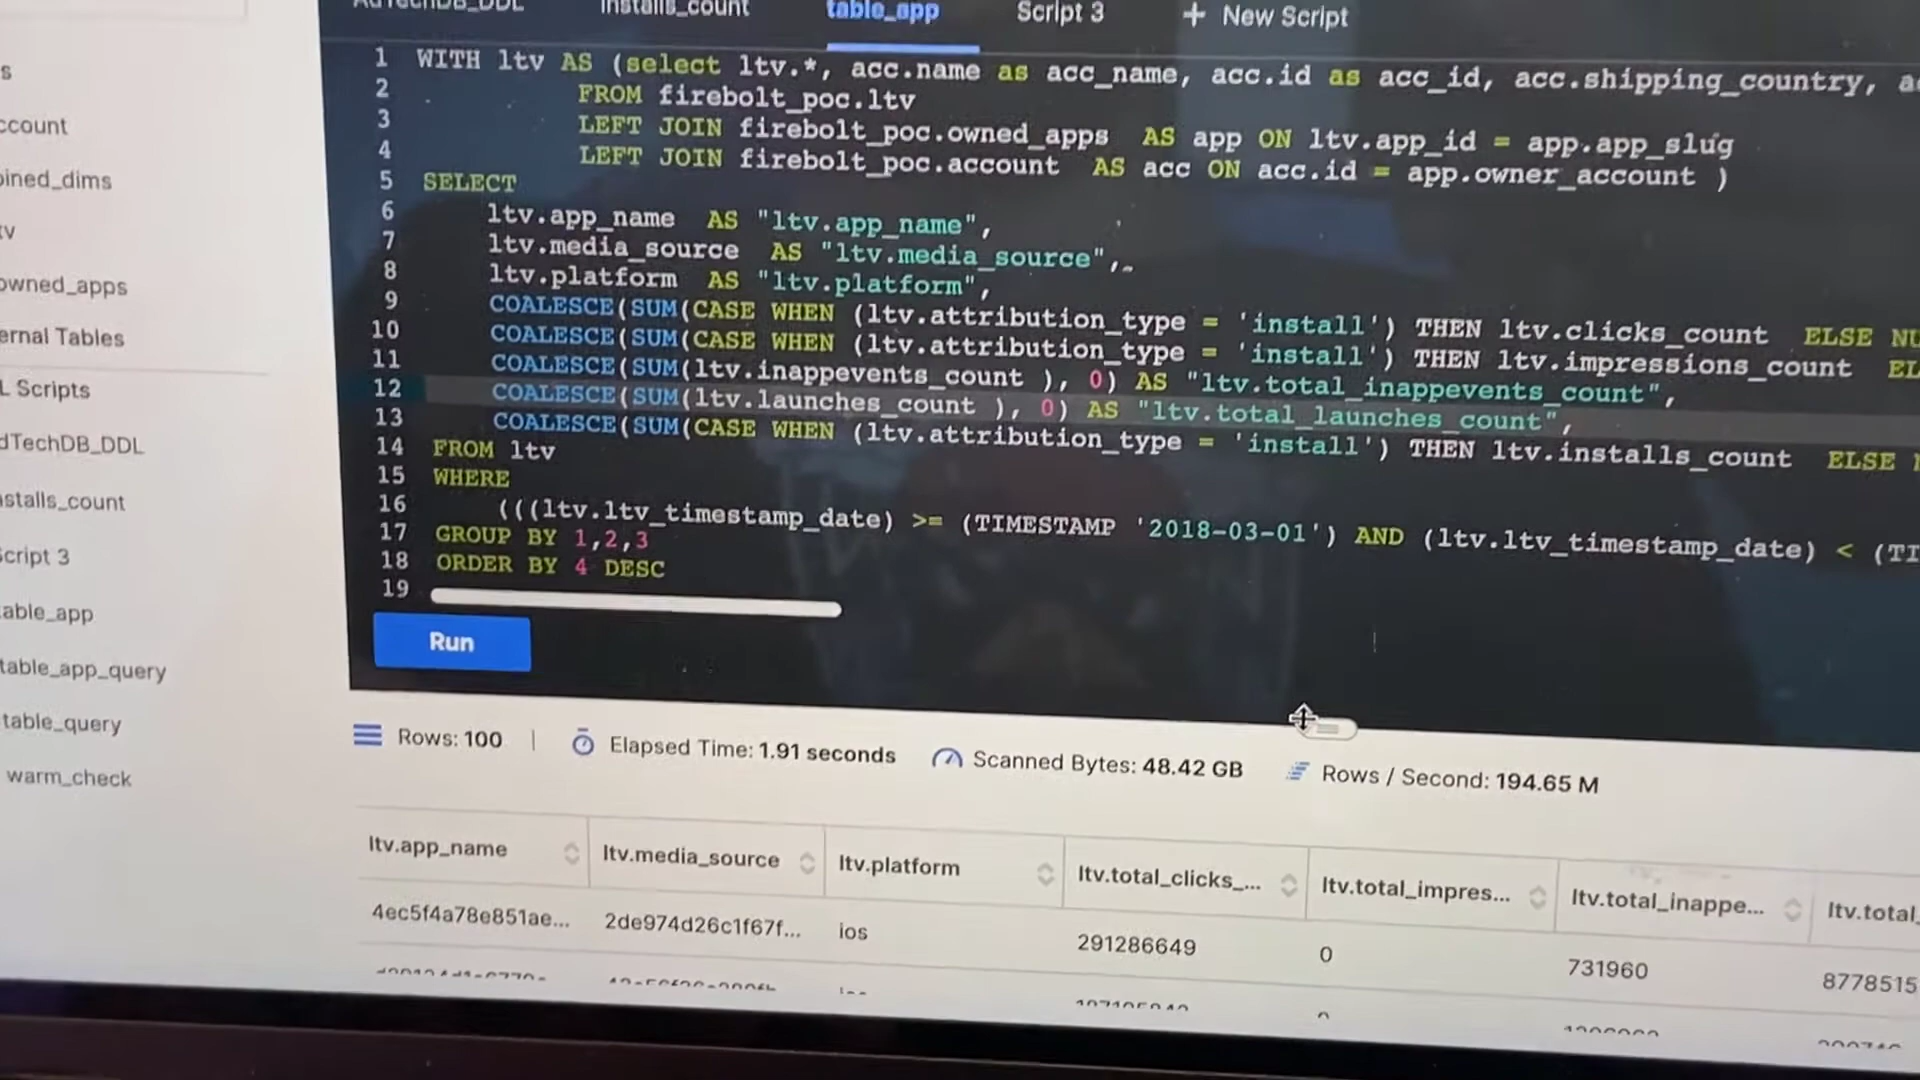 installs_count
table_app
Script 3
+ New Script
1 WITH ltv AS (select ltv.*, acc.name as acc_name, acc.id as acc_id, acc.shipping_country,
2 FROM firebolt_poc.ltv
3 LEFT JOIN firebolt_poc.owned_apps AS app ON ltv.app_id = app.app_slug
4 LEFT JOIN firebolt_poc.account AS acc ON acc.id = app.owner_account )
5 SELECT
6 ltv.app_name AS "ltv.app_name",
7 ltv.media_source AS "ltv.media_source",
8 ltv.platform AS "ltv.platform",
9 COALESCE(SUM(CASE WHEN (ltv.attribution_type = 'install') THEN ltv.clicks_count ELSE NU
10 COALESCE(SUM(CASE WHEN (ltv.attribution_type = 'install') THEN ltv.impressions_count EL
11 COALESCE(SUM(ltv.inappevents_count ), 0) AS "ltv.total_inappevents_count",
12 COALESCE(SUM(ltv.launches_count ), 0) AS "ltv.total_launches_count",
13 COALESCE(SUM(CASE WHEN (ltv.attribution_type = 'install') THEN ltv.installs_count ELSE
14 FROM ltv
15 WHERE
16 (((ltv.ltv_timestamp_date) >= (TIMESTAMP '2018-03-01') AND (ltv.ltv_timestamp_date) < (TI
17 GROUP BY 1,2,3
18 ORDER BY 4 DESC
19
Run
s
ccount
ined_dims
tv
owned_apps
ernal Tables
L Scripts
dTechDB_DDL
nstalls_count
Script 3
table_app
table_app_query
table_query
warm_check
Rows: 100 | Elapsed Time: 1.91 seconds Scanned Bytes: 48.42 GB Rows / Second: 194.65 M
ltv.app_name ltv.media_source ltv.platform ltv.total_clicks_... ltv.total_impres... ltv.total_inappe... ltv.total_
4ec5f4a78e851ae... 2de974d26c1f67f... ios 291286649 0 731960 8778515